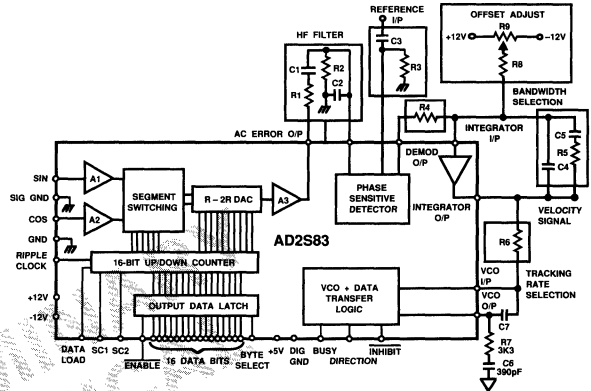 REFERENCE
I/P
OFFSET ADJUST
R9
+12V
-12V
R8
HF FILTER
C3
R3
C1
R2
C2
R1
BANDWIDTH
SELECTION
R4
INTEGRATOR
I/P
C5
R5
C4
AC ERROR O/P
DEMOD
O/P
SIN
A1
SIG GND
COS
A2
GND
SEGMENT
SWITCHING
R – 2R DAC
A3
PHASE
SENSITIVE
DETECTOR
INTEGRATOR
O/P
VELOCITY
SIGNAL
AD2S83
R6
RIPPLE
CLOCK
16-BIT UP/DOWN COUNTER
VCO + DATA
TRANSFER
LOGIC
VCO
I/P
TRACKING
RATE
SELECTION
+12V
-12V
OUTPUT DATA LATCH
VCO
O/P
C7
DATA
LOAD
SC1
SC2
ENABLE
16 DATA BITS
BYTE
SELECT
+5V
DIG
GND
BUSY
DIRECTION
INHIBIT
R7
3K3
C6
390pF